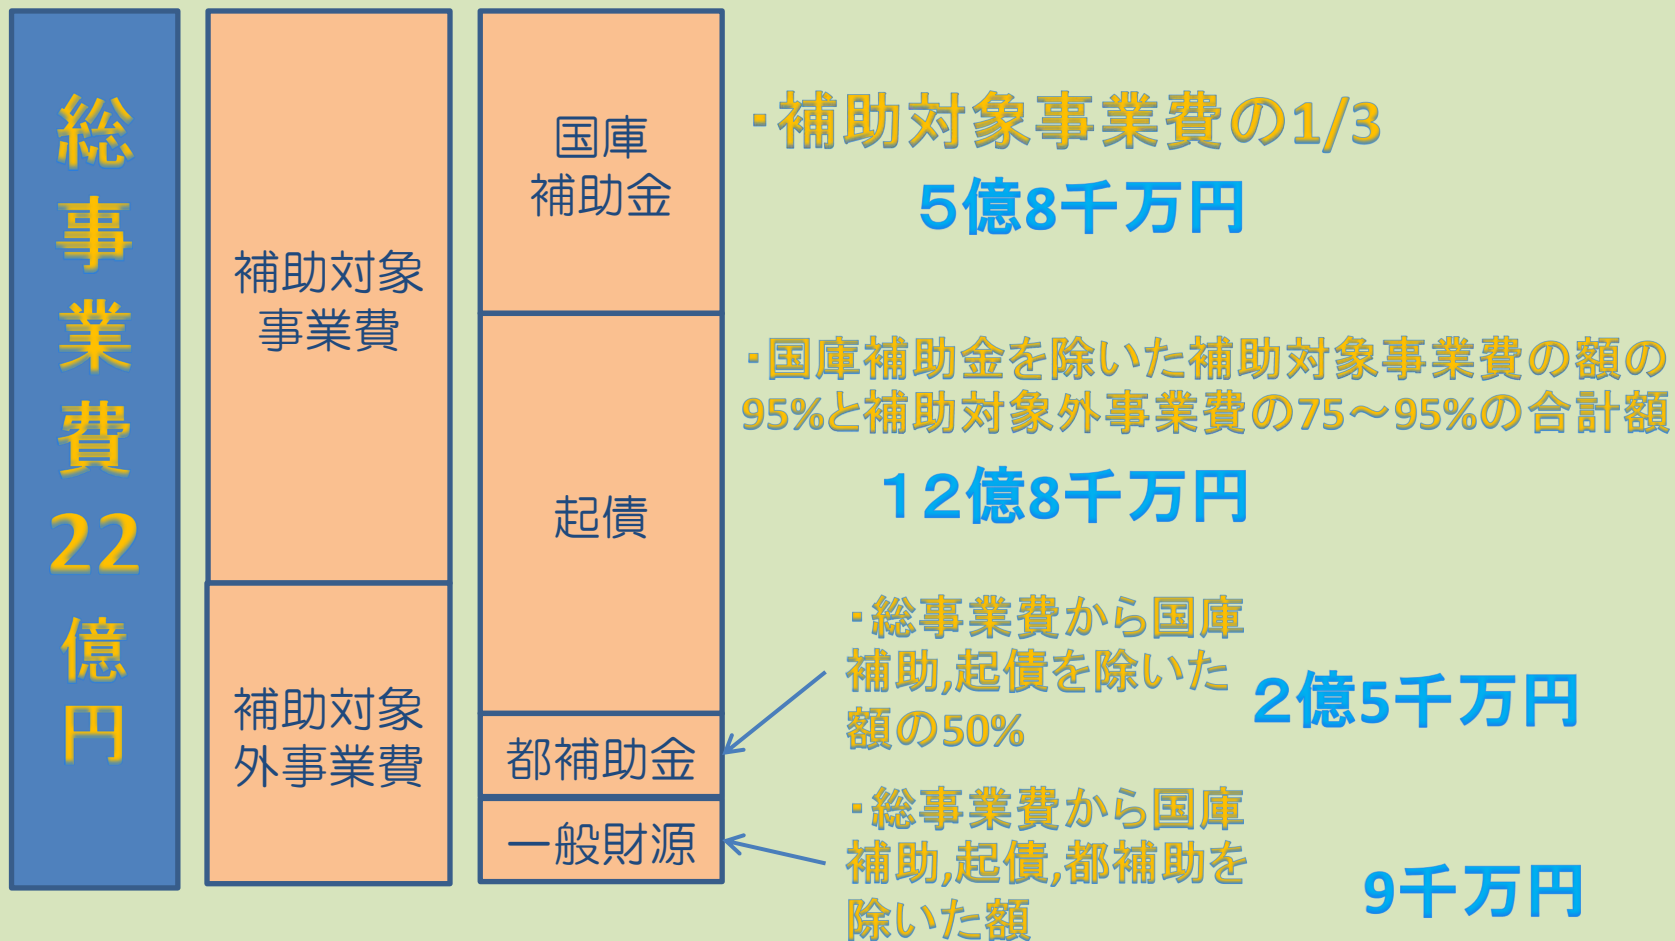 総事業費22億円
補助対象
事業費
補助対象
外事業費
国庫
補助金
起債
都補助金
一般財源
・補助対象事業費の1/3
５億8千万円
・国庫補助金を除いた補助対象事業費の額の
95%と補助対象外事業費の75～95%の合計額
１２億8千万円
・総事業費から国庫
補助,起債を除いた
額の50%
２億5千万円
・総事業費から国庫
補助,起債,都補助を
除いた額
9千万円